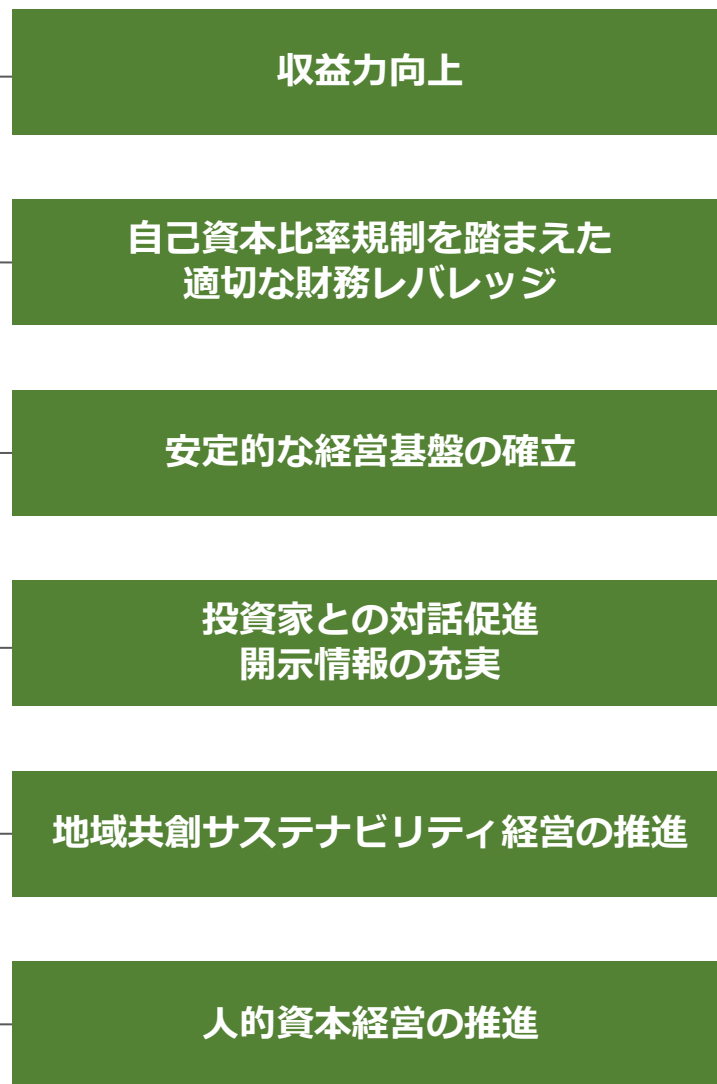 収益力向上
自己資本比率規制を踏まえた
適切な財務レバレッジ
安定的な経営基盤の確立
投資家との対話促進
開示情報の充実
地域共創サステナビリティ経営の推進
人的資本経営の推進